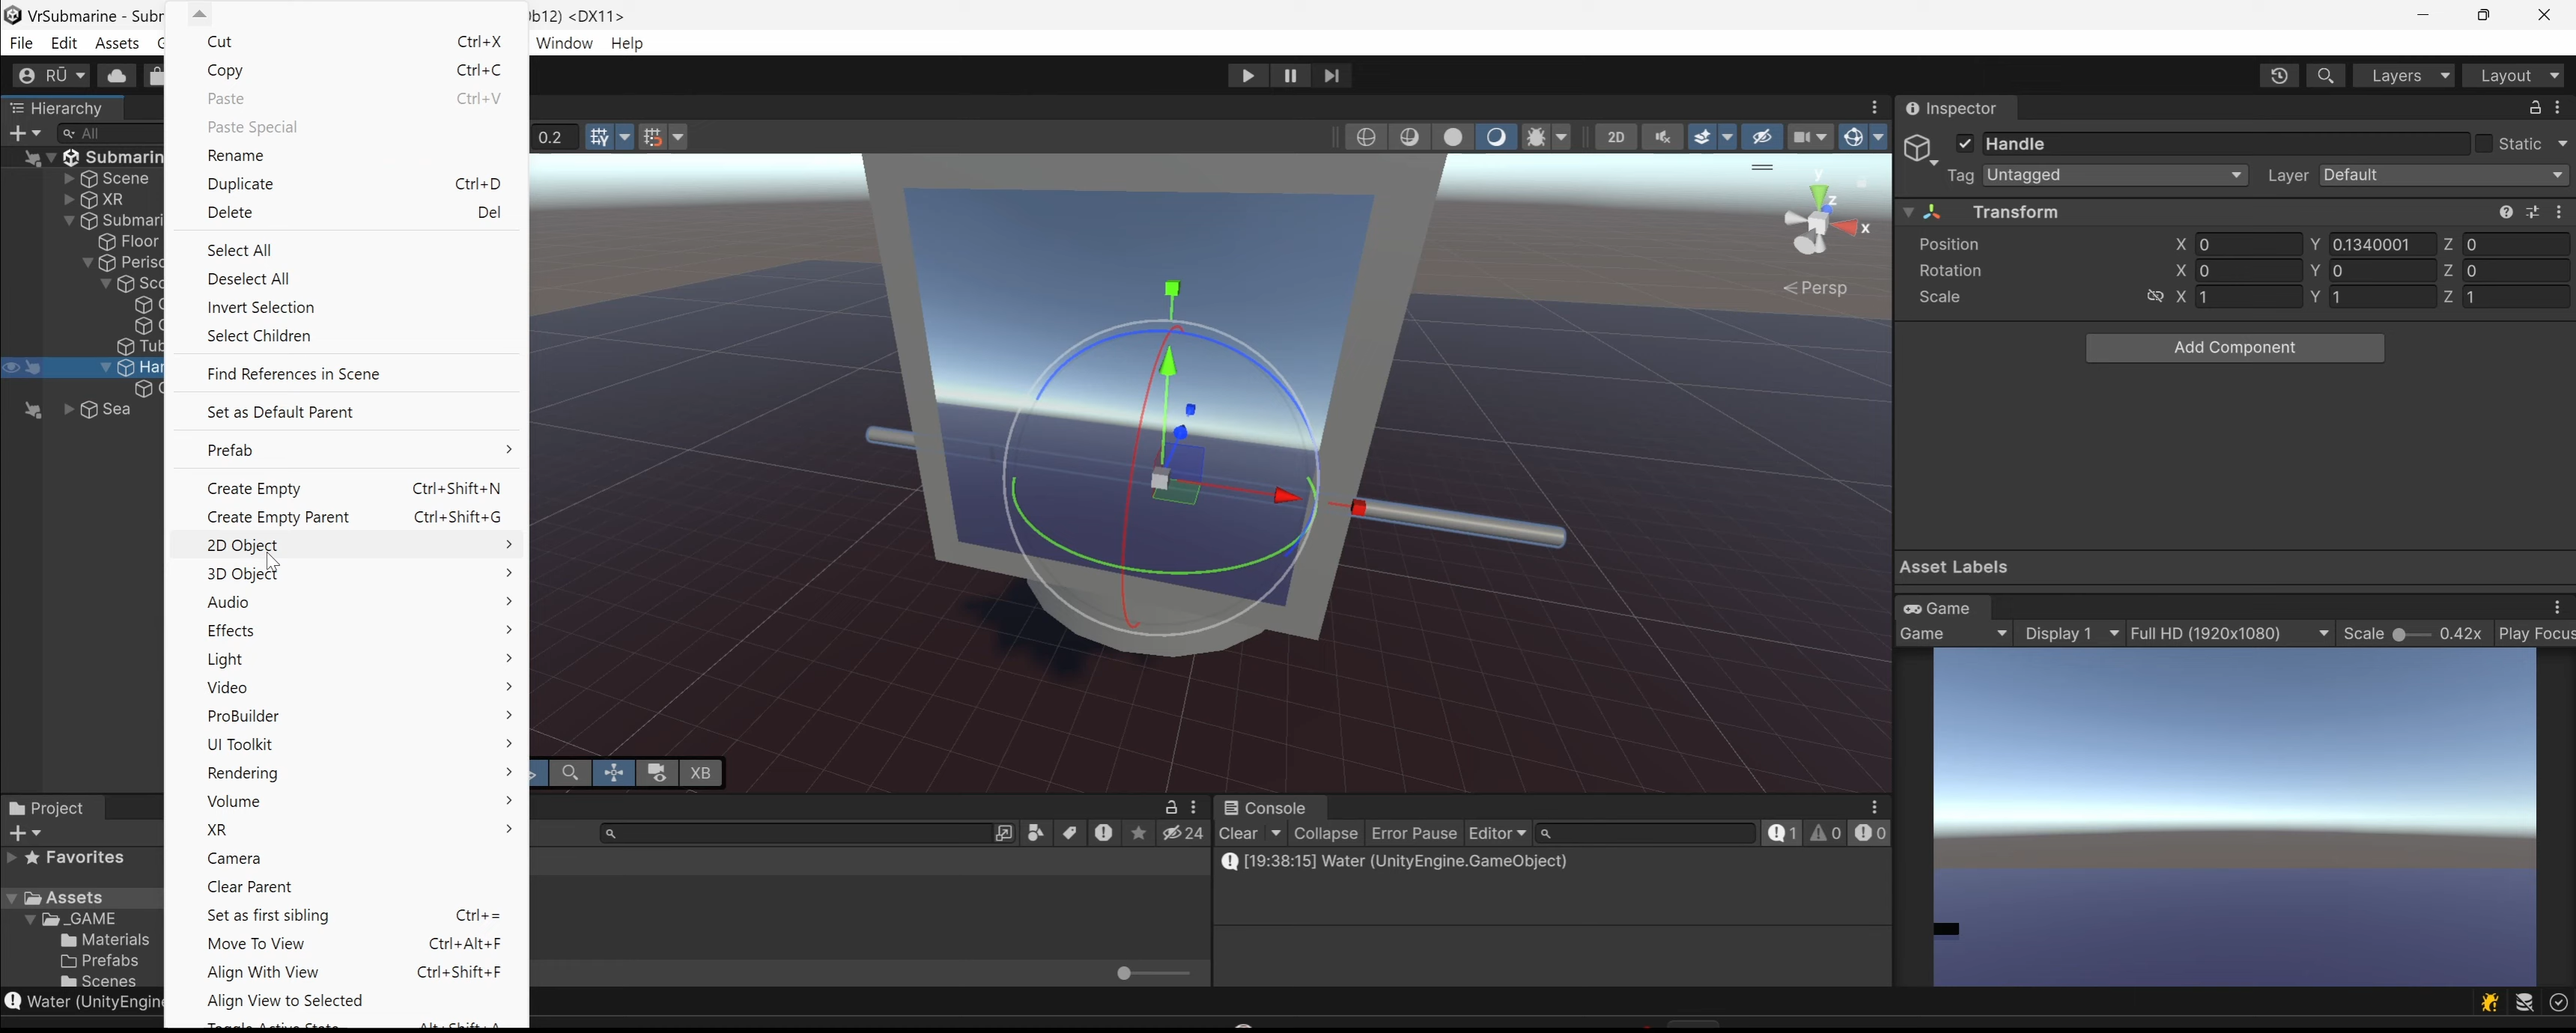 VrSubmarine - Subr
0b12) <DX11>
File Edit Assets G
Window Help
RŪ
Layers
Layout
Hierarchy
All
Submarin
Scene
XR
Submari
Floor
Perisc
Sco
C
C
Tub
Han
C
Sea
Cut Ctrl+X
Copy Ctrl+C
Paste Ctrl+V
Paste Special
Rename
Duplicate Ctrl+D
Delete Del
Select All
Deselect All
Invert Selection
Select Children
Find References in Scene
Set as Default Parent
Prefab
Create Empty Ctrl+Shift+N
Create Empty Parent Ctrl+Shift+G
2D Object
3D Object
Audio
Effects
Light
Video
ProBuilder
UI Toolkit
Rendering
Volume
XR
Camera
Clear Parent
Set as first sibling Ctrl+=
Move To View Ctrl+Alt+F
Align With View Ctrl+Shift+F
Align View to Selected
0.2
2D
y
z
x
Persp
XB
Inspector
Handle
Static
Tag Untagged
Layer Default
Transform
Position X 0 Y 0.1340001 Z 0
Rotation X 0 Y 0 Z 0
Scale X 1 Y 1 Z 1
Add Component
Asset Labels
Game
Game Display 1 Full HD (1920x1080) Scale 0.42x Play Focus
Project
24
Favorites
Assets
_GAME
Materials
Prefabs
Scenes
Console
Clear Collapse Error Pause Editor 1 0 0
[19:38:15] Water (UnityEngine.GameObject)
Water (UnityEngine